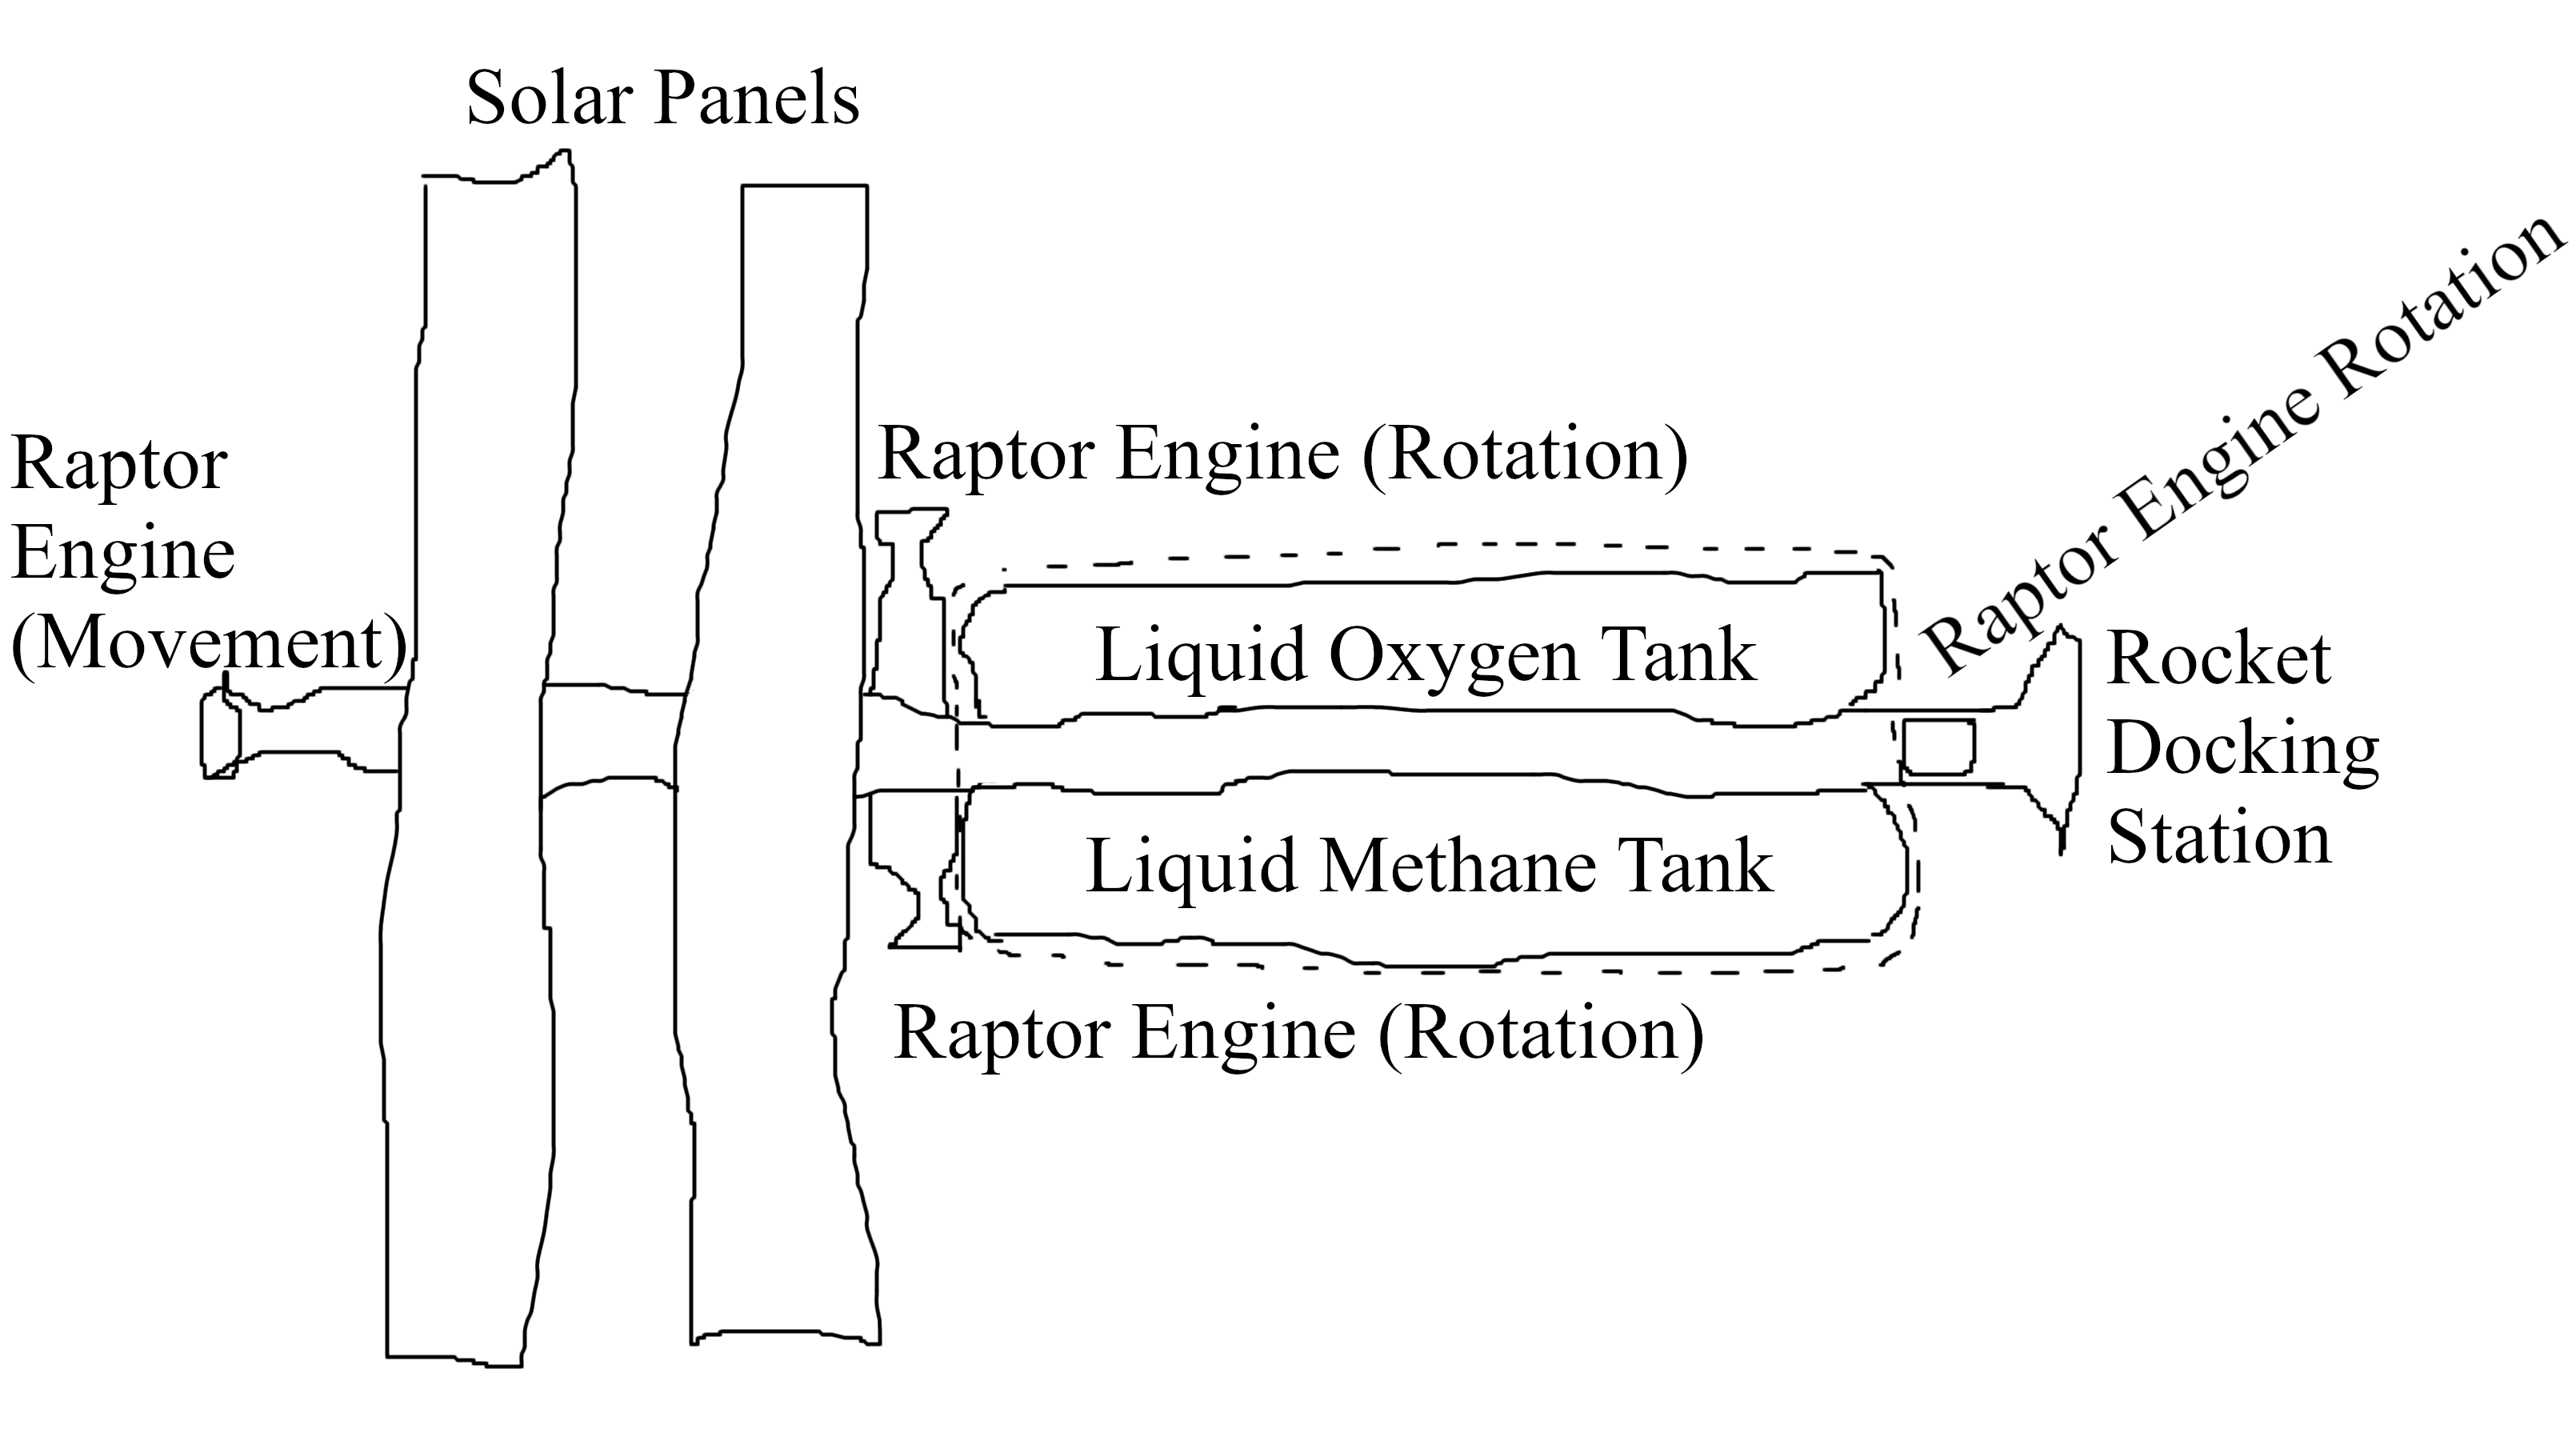 Solar Panels
Raptor
Engine
(Movement)
Raptor Engine (Rotation)
Raptor Engine Rotation
Liquid Oxygen Tank
Rocket
Docking
Station
Liquid Methane Tank
Raptor Engine (Rotation)